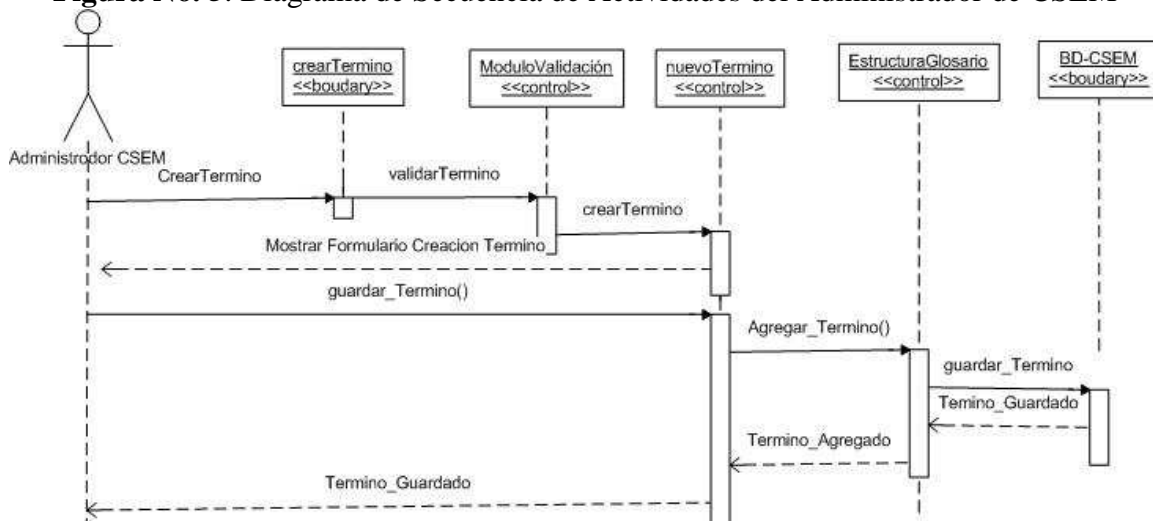 Figura No. 3. Diagrama de Secuencia de Actividades del Administrador de CSEM
crearTermino
<<boudary>>
ModuloValidación
<<control>>
nuevoTermino
<<control>>
EstructuraGlosario
<<control>>
BD-CSEM
<<boudary>>
Administrodor CSEM
CrearTermino
validarTermino
crearTermino
Mostrar Formulario Creacion Termino
guardar_Termino()
Agregar_Termino()
guardar_Termino
Temino_Guardado
Termino_Agregado
Termino_Guardado